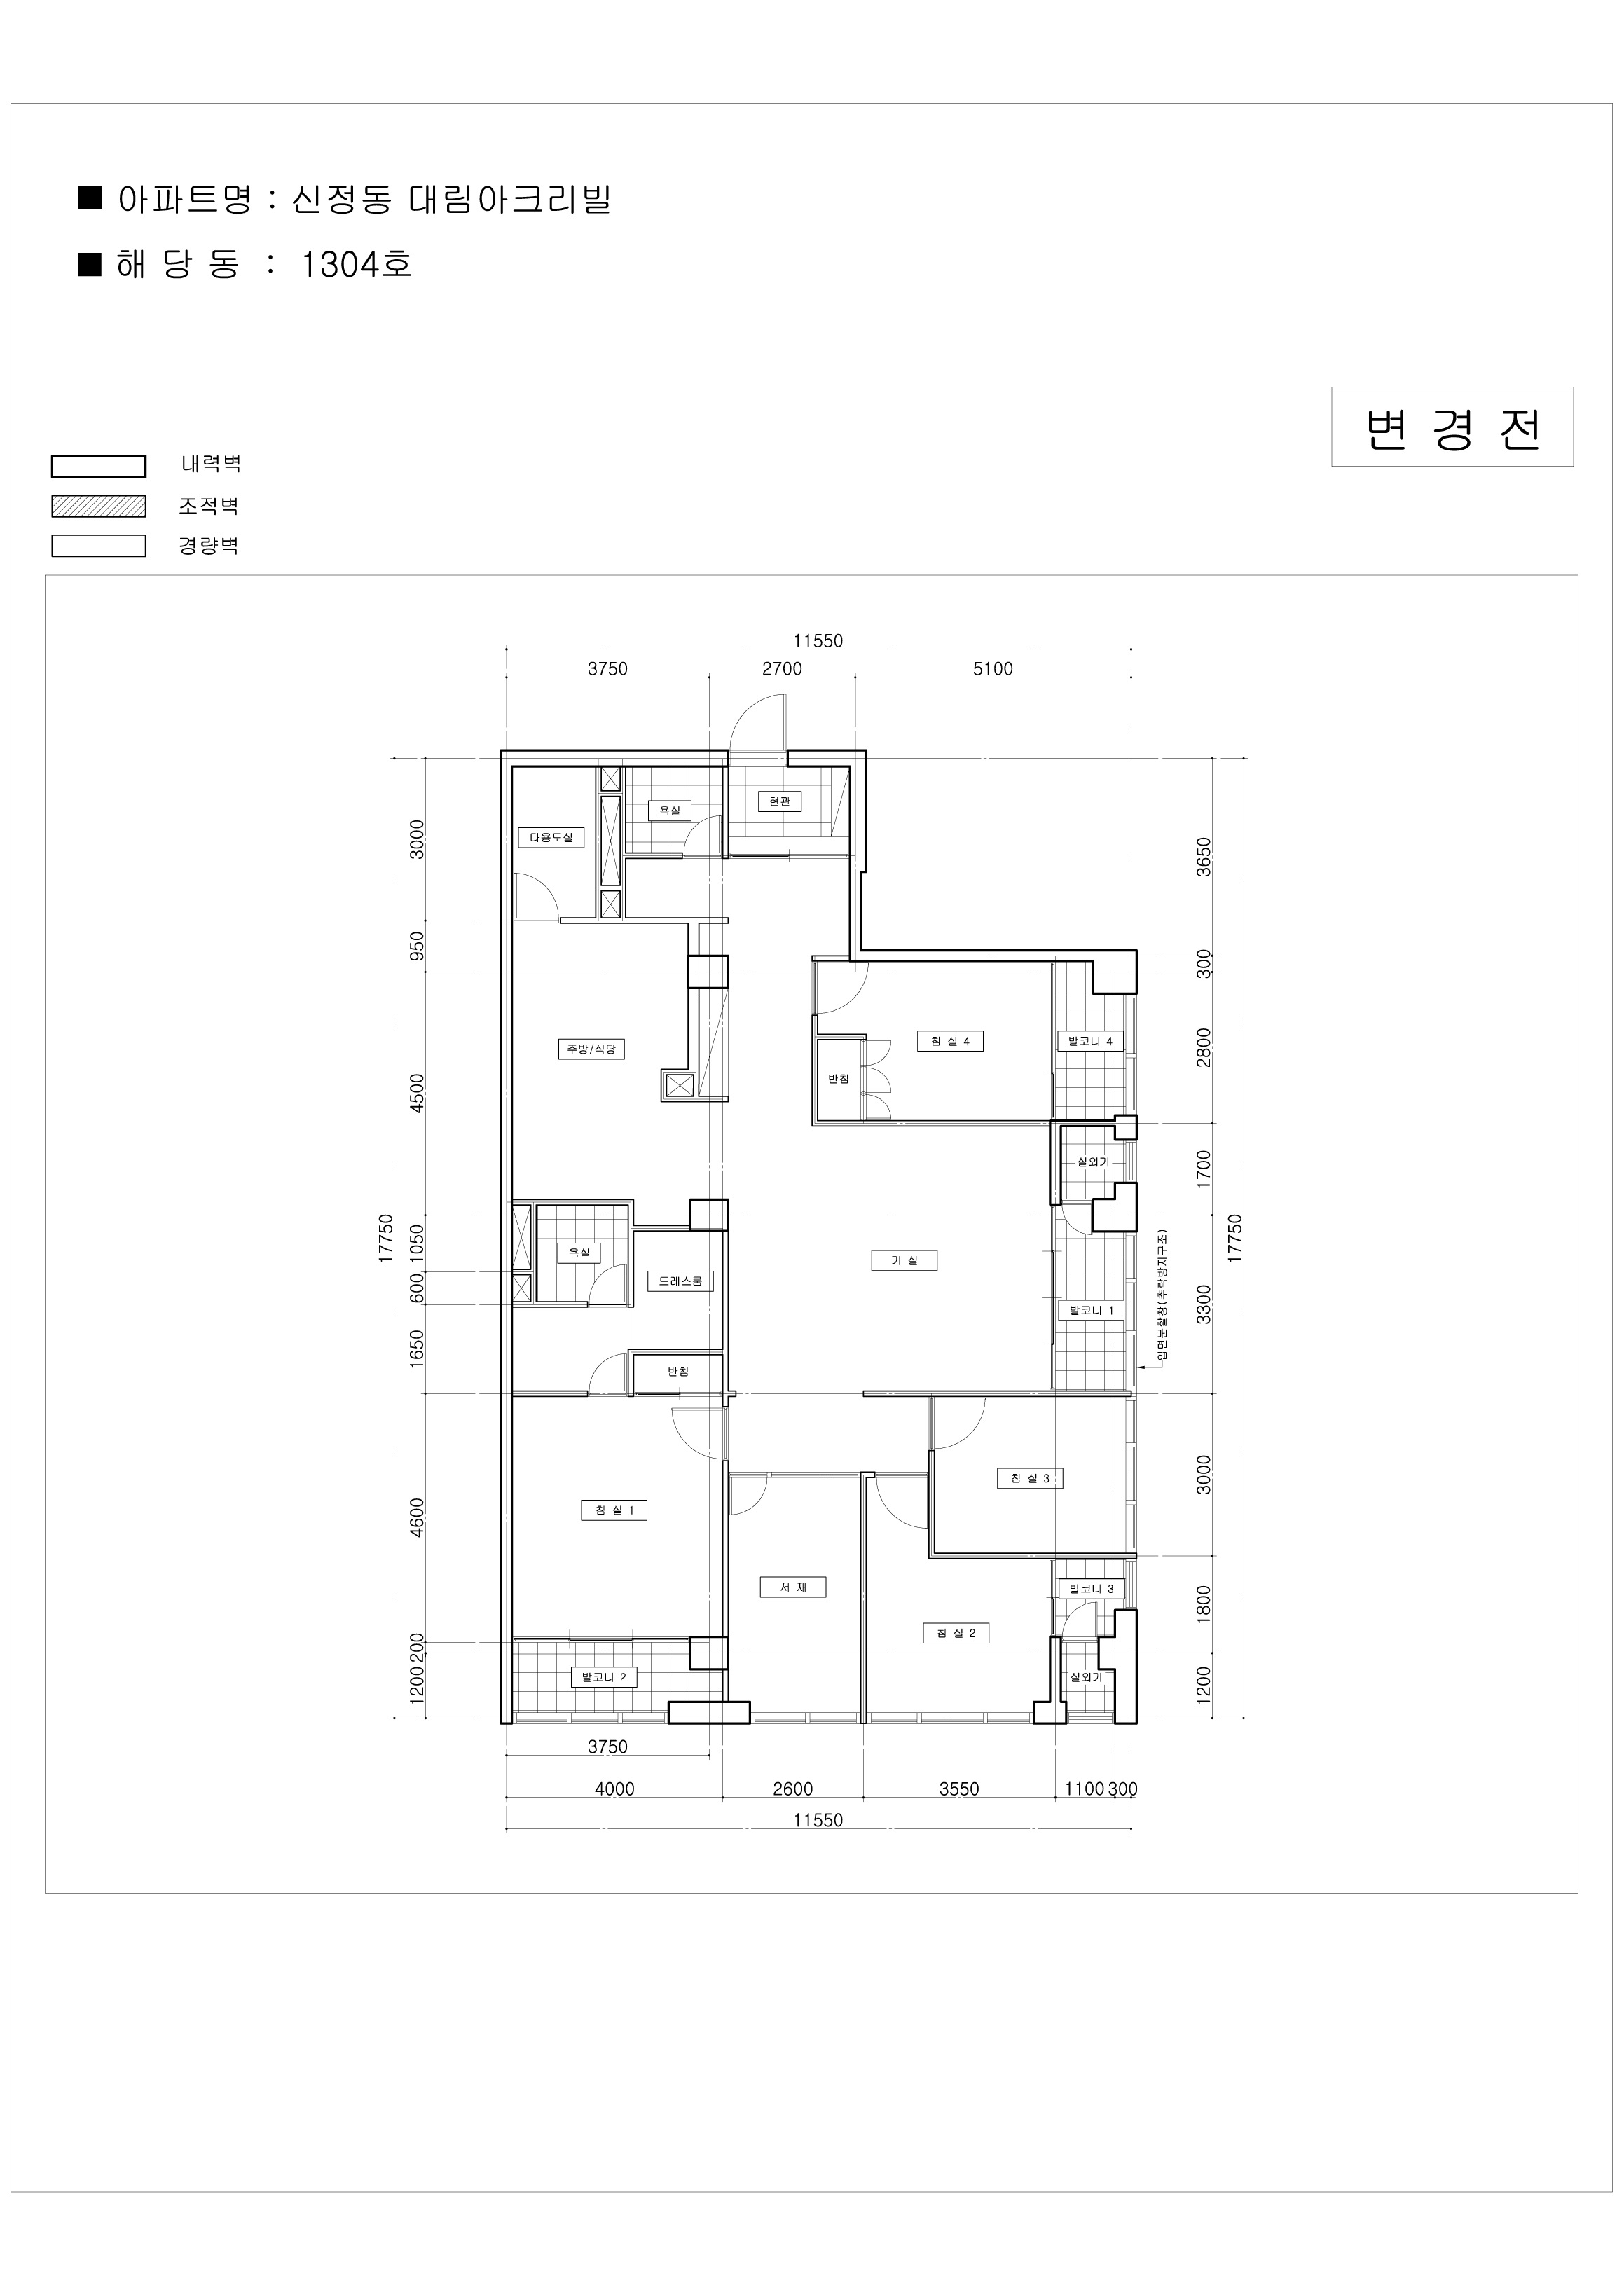 ■ 아파트명 : 신정동 대림아크리빌
■ 해 당 동 : 1304호
변 경 전
내력벽
조적벽
경량벽
11550
3750 2700 5100
현관
욕실
다용도실
3000
3650
950
300
침 실 4
발코니 4
주방/식당
2800
반침
4500
실외기
1700
17750
17750
1050
욕실
거 실
드레스룸
600
발코니 1
3300
입면분할창(추락방지구조)
1650
반침
침 실 3
3000
침 실 1
4600
서 재
발코니 3
1800
침 실 2
200
발코니 2
실외기
1200
1200
3750
4000 2600 3550 1100 300
11550